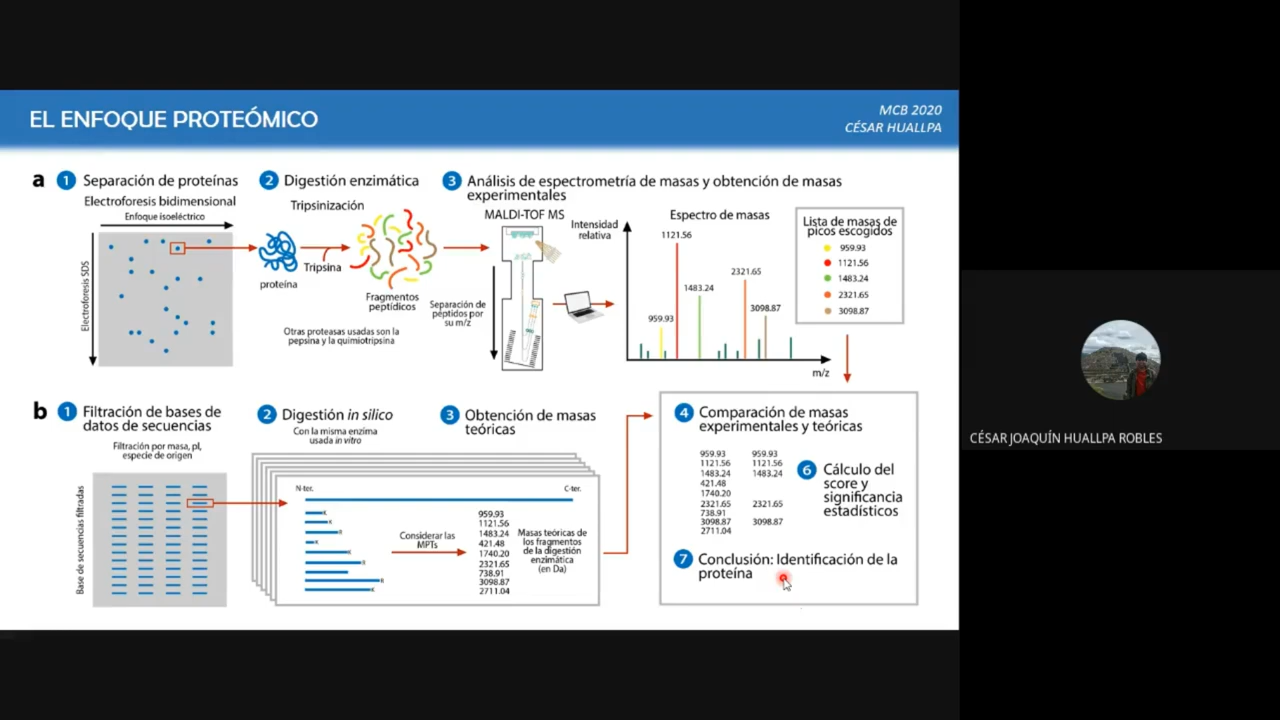 EL ENFOQUE PROTEÓMICO
MCB 2020
CÉSAR HUALLPA
a
1 Separación de proteínas
Electroforesis bidimensional
Enfoque isoeléctrico
Electroforesis SDS
2 Digestión enzimática
Tripsinización
proteína
Tripsina
Fragmentos
peptídicos
Otras proteasas usadas son la
pepsina y la quimiotripsina
3 Análisis de espectrometría de masas y obtención de masas
experimentales
MALDI-TOF MS
Separación de
péptidos por
su m/z
Intensidad
relativa
Espectro de masas
1121.56
2321.65
1483.24
3098.87
959.93
m/z
Lista de masas de
picos escogidos
959.93
1121.56
1483.24
2321.65
3098.87
b
1 Filtración de bases de
datos de secuencias
Filtración por masa, pI,
especie de origen
Base de secuencias filtradas
2 Digestión in silico
Con la misma enzima
usada in vitro
N-ter.
C-ter.
K
K
R
K
K
R
K
R
K
Considerar las
MPTs
3 Obtención de masas
teóricas
959.93
1121.56
1483.24
421.48
1740.20
2321.65
738,91
3098.87
2711.04
Masas teóricas de
los fragmentos
de la digestión
enzimática
(en Da)
4 Comparación de masas
experimentales y teóricas
959.93 959.93
1121.56 1121.56
1483.24 1483.24
421.48
1740.20
2321.65 2321.65
738.91
3098.87 3098.87
2711.04
6 Cálculo del
score y
significancia
estadísticos
7 Conclusión: Identificación de la
proteína
CÉSAR JOAQUÍN HUALLPA ROBLES